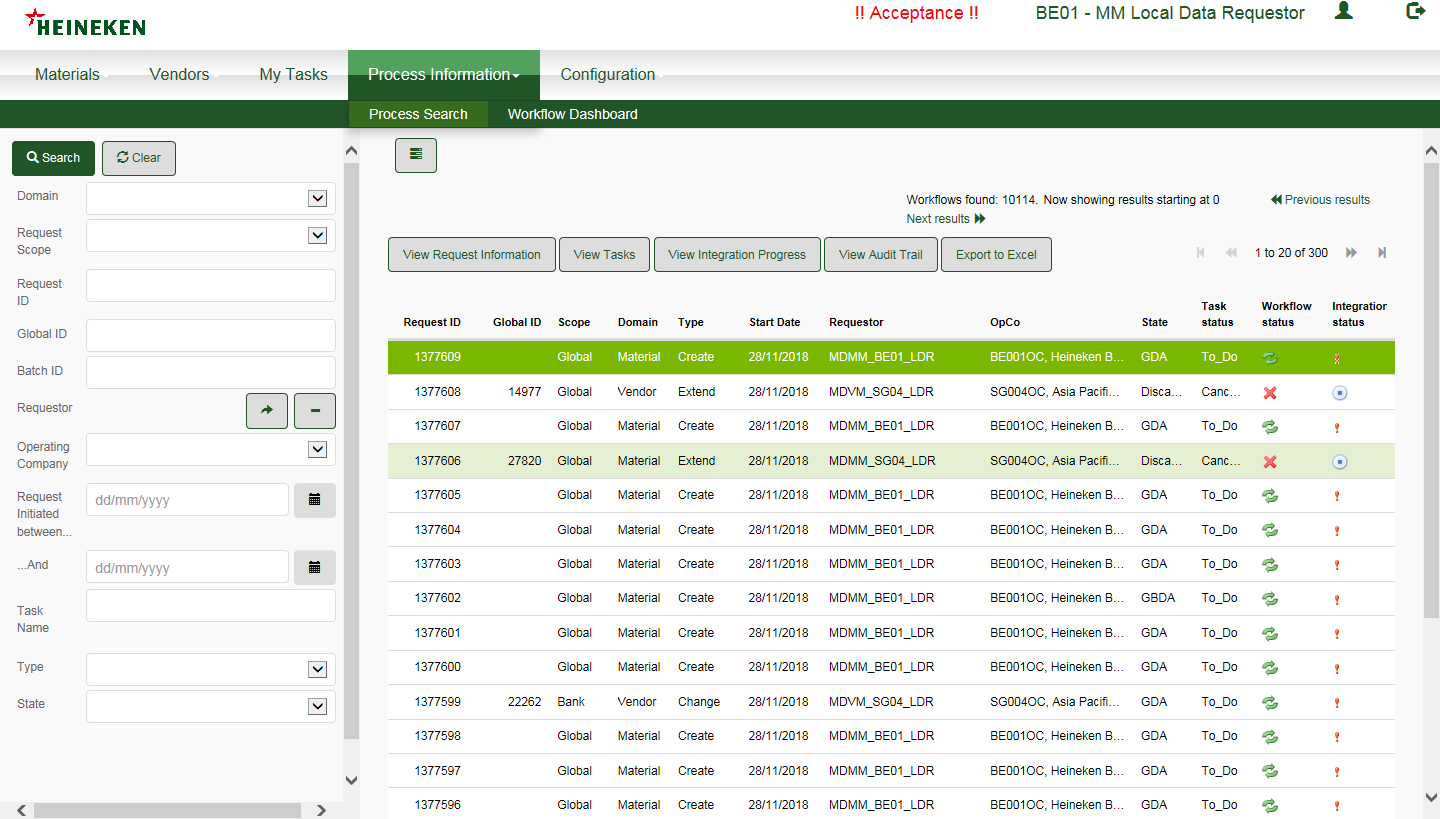 HEINEKEN
!! Acceptance !!
BE01 - MM Local Data Requestor
Materials Vendors My Tasks Process Information Configuration
Process Search Workflow Dashboard
Search Clear
Domain
Request Scope
Request ID
Global ID
Batch ID
Requestor
Operating Company
Request Initiated between...
dd/mm/yyyy
...And
dd/mm/yyyy
Task Name
Type
State
Workflows found: 10114. Now showing results starting at 0
Previous results
Next results
View Request Information View Tasks View Integration Progress View Audit Trail Export to Excel
1 to 20 of 300
Request ID Global ID Scope Domain Type Start Date Requestor OpCo State Task status Workflow status Integration status
1377609 Global Material Create 28/11/2018 MDMM_BE01_LDR BE001OC, Heineken B... GDA To_Do
1377608 14977 Global Vendor Extend 28/11/2018 MDVM_SG04_LDR SG004OC, Asia Pacifi... Disca... Canc...
1377607 Global Material Create 28/11/2018 MDMM_BE01_LDR BE001OC, Heineken B... GDA To_Do
1377606 27820 Global Material Extend 28/11/2018 MDMM_SG04_LDR SG004OC, Asia Pacifi... Disca... Canc...
1377605 Global Material Create 28/11/2018 MDMM_BE01_LDR BE001OC, Heineken B... GDA To_Do
1377604 Global Material Create 28/11/2018 MDMM_BE01_LDR BE001OC, Heineken B... GDA To_Do
1377603 Global Material Create 28/11/2018 MDMM_BE01_LDR BE001OC, Heineken B... GDA To_Do
1377602 Global Material Create 28/11/2018 MDMM_BE01_LDR BE001OC, Heineken B... GBDA To_Do
1377601 Global Material Create 28/11/2018 MDMM_BE01_LDR BE001OC, Heineken B... GDA To_Do
1377600 Global Material Create 28/11/2018 MDMM_BE01_LDR BE001OC, Heineken B... GDA To_Do
1377599 22262 Bank Vendor Change 28/11/2018 MDVM_SG04_LDR SG004OC, Asia Pacifi... GDA To_Do
1377598 Global Material Create 28/11/2018 MDMM_BE01_LDR BE001OC, Heineken B... GDA To_Do
1377597 Global Material Create 28/11/2018 MDMM_BE01_LDR BE001OC, Heineken B... GDA To_Do
1377596 Global Material Create 28/11/2018 MDMM_BE01_LDR BE001OC, Heineken B... GDA To_Do